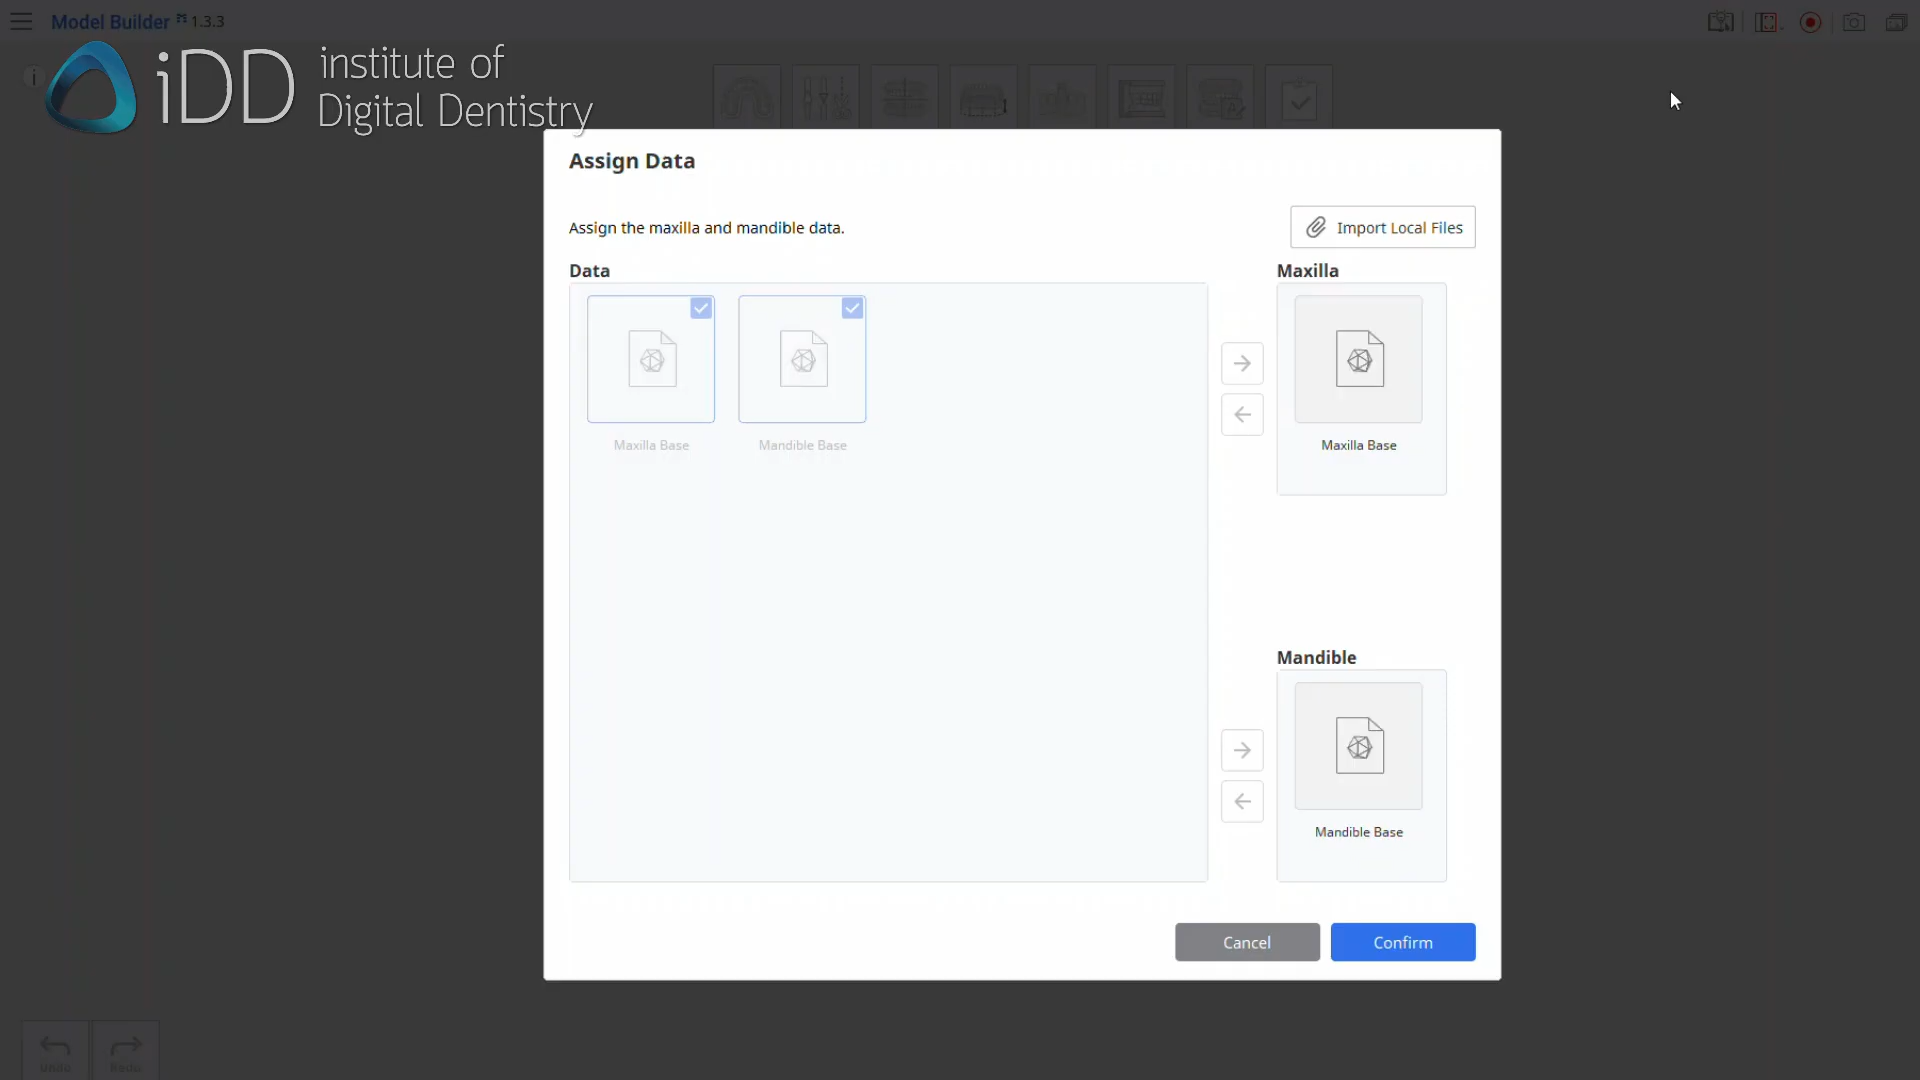 Model Builder 1.3.3
i
iDD institute of
Digital Dentistry
Assign Data
Assign the maxilla and mandible data.
Import Local Files
Data
Maxilla
Maxilla Base
Mandible Base
Maxilla Base
Mandible
Mandible Base
Cancel
Confirm
Undo
Redo